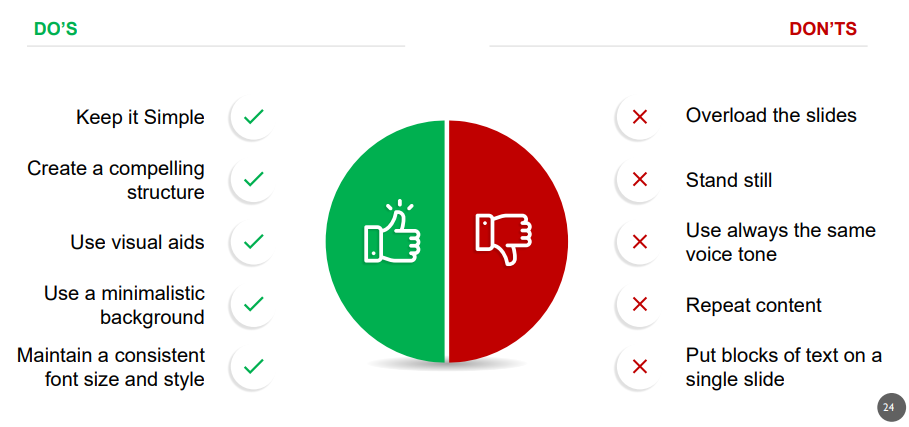 DO’S
DON’TS
Keep it Simple
Create a compelling
structure
Use visual aids
Use a minimalistic
background
Maintain a consistent
font size and style
Overload the slides
Stand still
Use always the same
voice tone
Repeat content
Put blocks of text on a
single slide
24